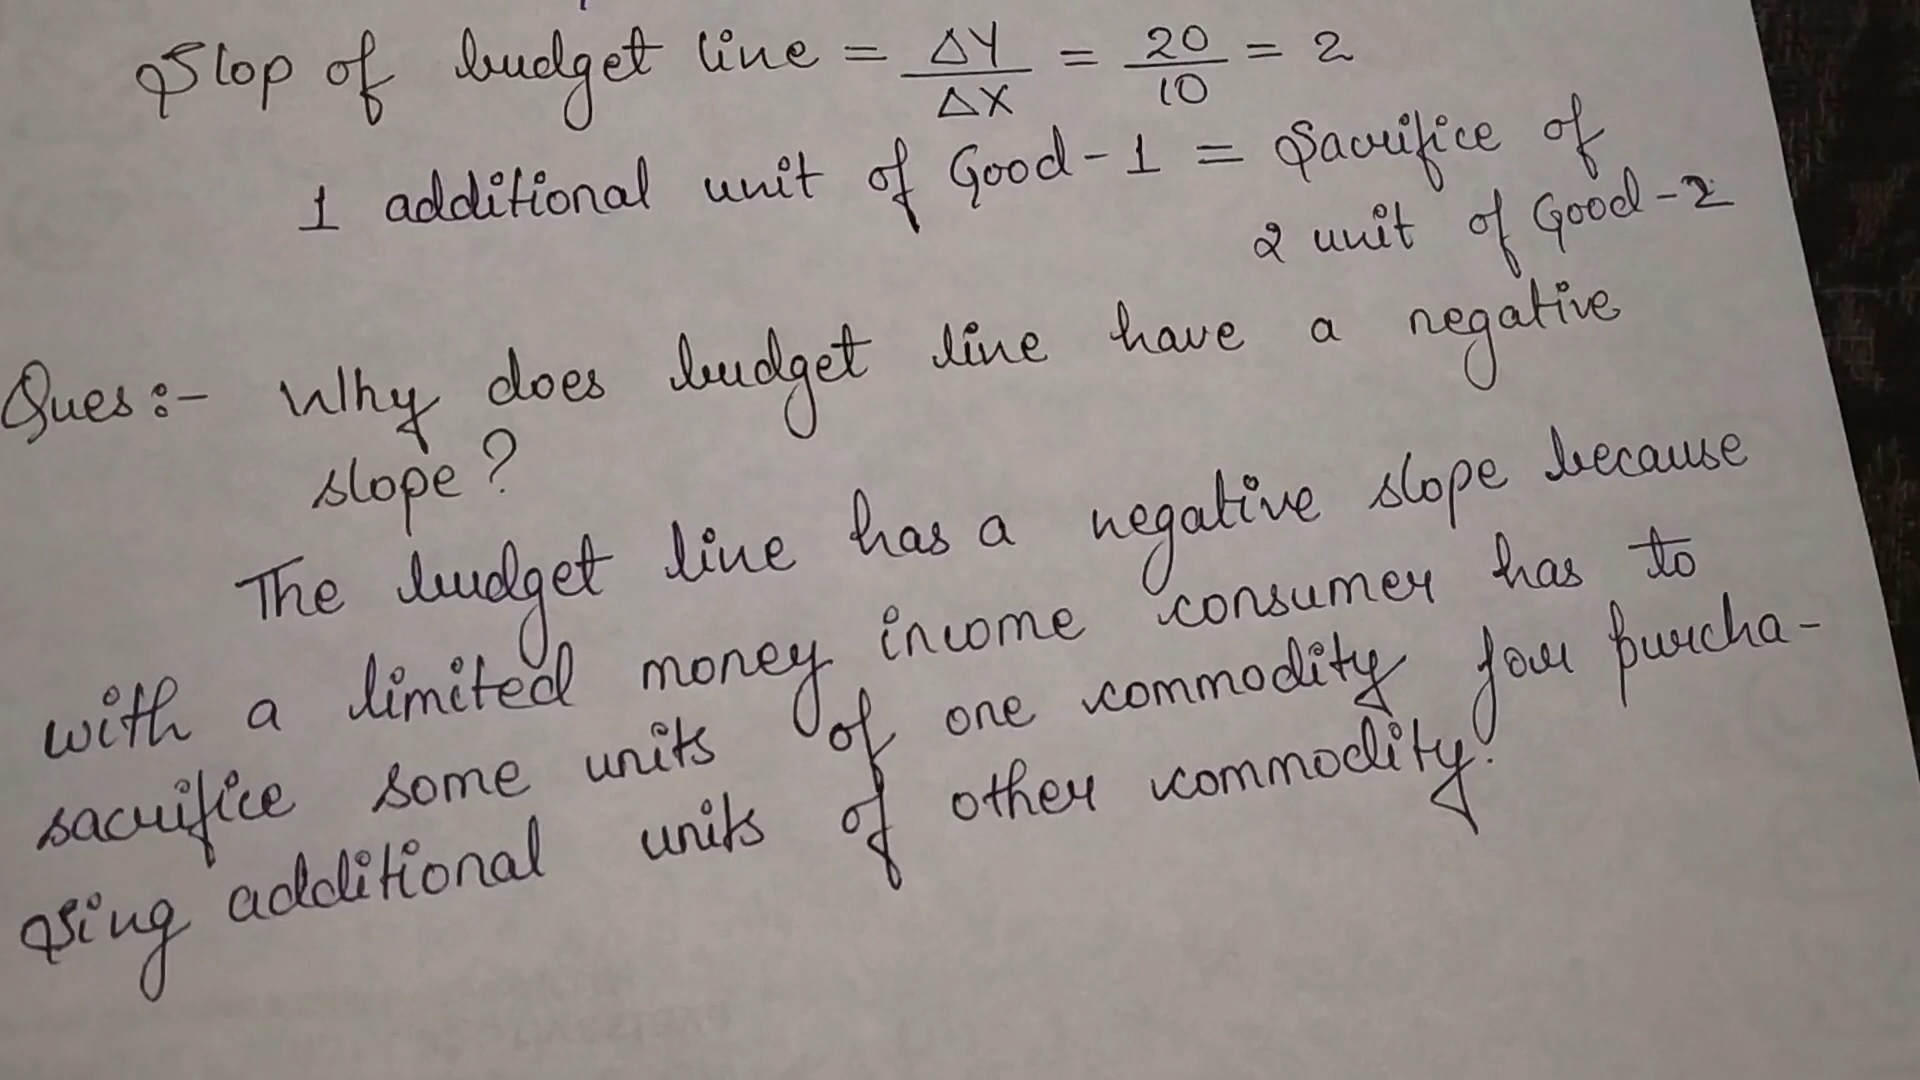 Slop of budget line = ΔY/ΔX = 20/10 = 2
1 additional unit of Good-1 = Sacrifice of
2 unit of Good-2
Ques:- Why does budget line have a negative
slope?
The budget line has a negative slope because
with a limited money income consumer has to
sacrifice some units of one commodity for purcha-
sing additional units of other commodity.